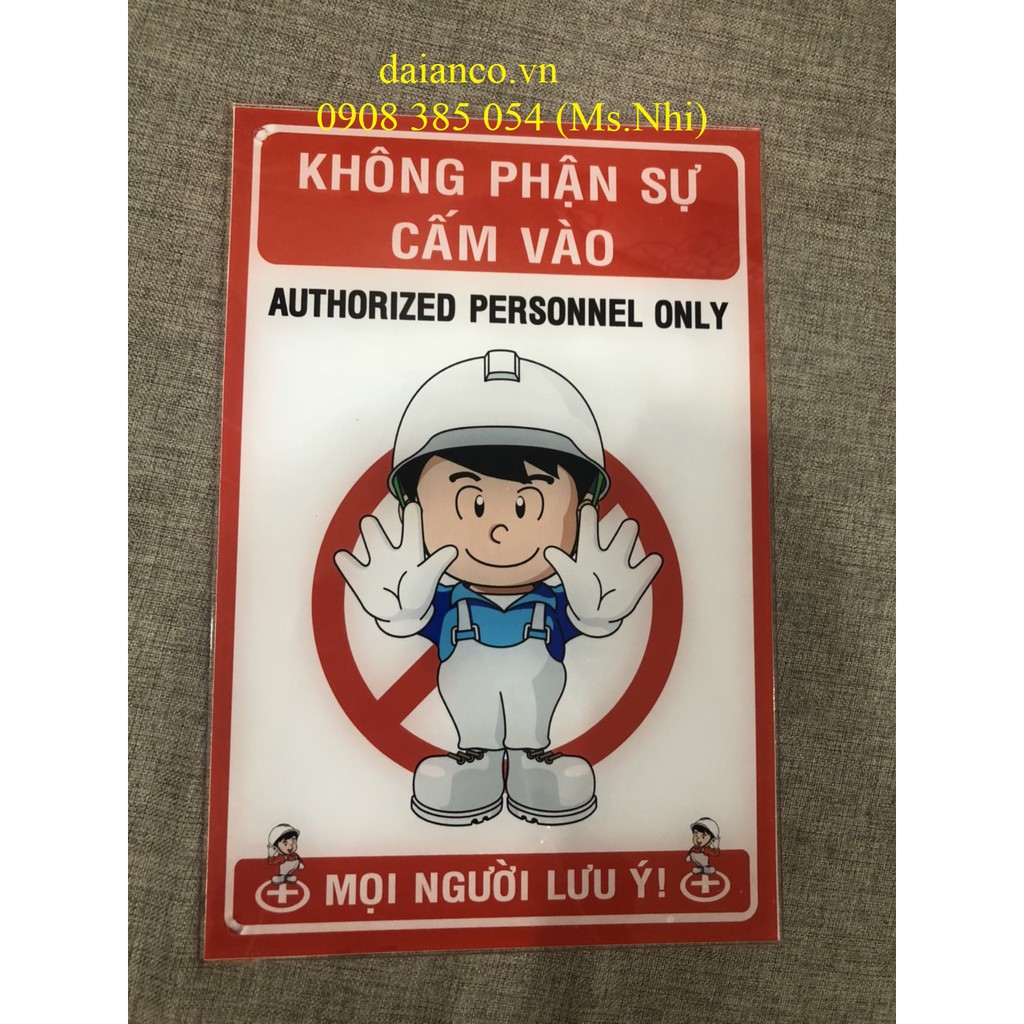 daianco.vn
0908 385 054 (Ms.Nhi)
KHÔNG PHẬN SỰ
CẤM VÀO
AUTHORIZED PERSONNEL ONLY
MỌI NGƯỜI LƯU Ý!